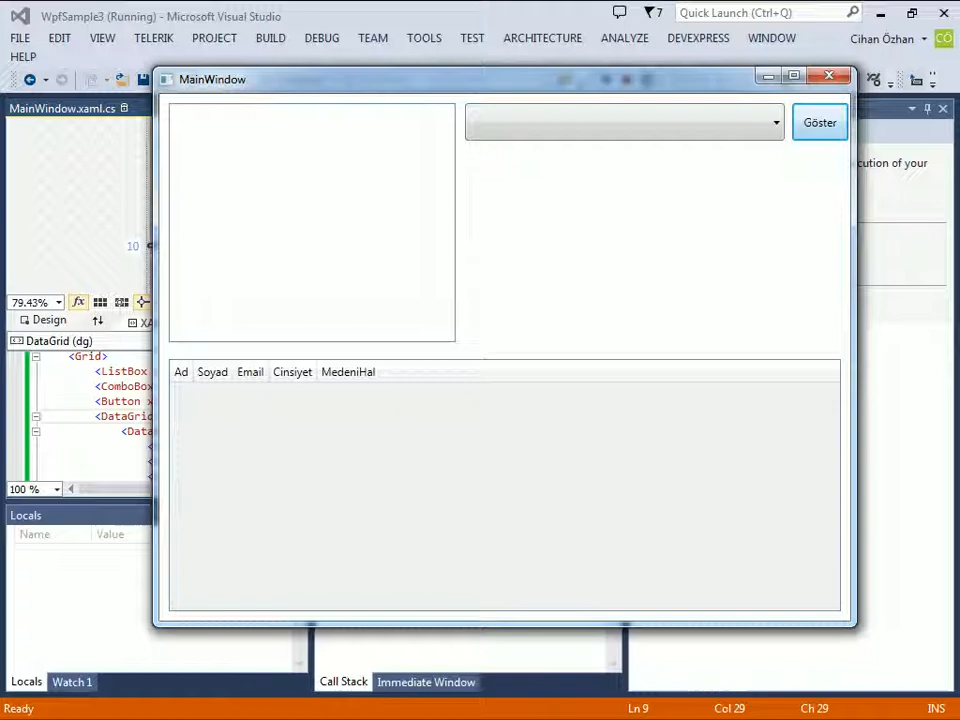 WpfSample3 (Running) - Microsoft Visual Studio
7
Quick Launch (Ctrl+Q)
FILE EDIT VIEW TELERIK PROJECT BUILD DEBUG TEAM TOOLS TEST ARCHITECTURE ANALYZE DEVEXPRESS WINDOW
Cihan Özhan
CÖ
HELP
MainWindow
MainWindow.xaml.cs
Göster
cution of your
10
79.43%
Design
XA
DataGrid (dg)
<Grid>
<ListBox
<ComboBox
<Button x
<DataGrid
<Data
Ad Soyad Email Cinsiyet MedeniHal
100 %
Locals
Name Value
Locals Watch 1
Call Stack Immediate Window
Ready Ln 9 Col 29 Ch 29 INS